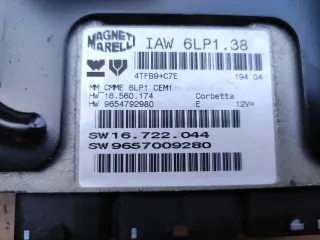 MAGNETI MARELLI
IAW 6LP1.38
4TFB9+C7E
194 04
MM CMME 6LP1 CEM1
HW 16.560.174 Corbetta
HW 9654792980 E 12V=
SW 16.722.044
SW 9657009280